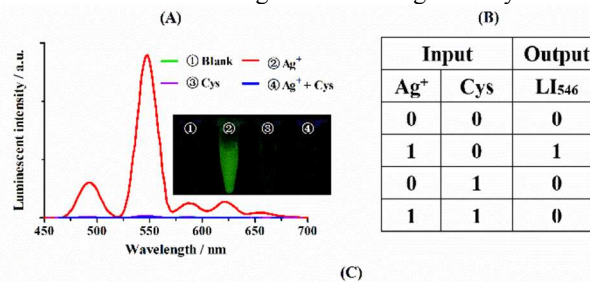 (A)
(B)
① Blank ② Ag⁺
③ Cys ④ Ag⁺ + Cys
① ② ③ ④
Luminescent intensity / a.u.
450 500 550 600 650 700
Wavelength / nm
Input Output
Ag⁺ Cys LI₅₄₆
0 0 0
1 0 1
0 1 0
1 1 0
(C)